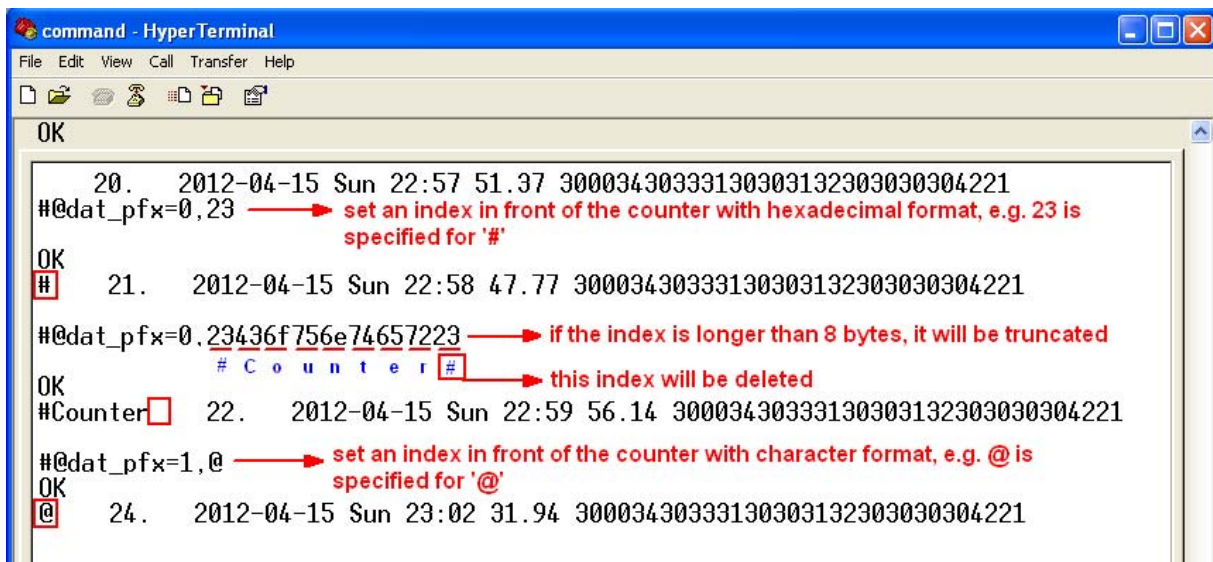 command - HyperTerminal
File Edit View Call Transfer Help
OK
20. 2012-04-15 Sun 22:57 51.37 30003430333130303132303030304221
#@dat_pfx=0,23 set an index in front of the counter with hexadecimal format, e.g. 23 is
specified for '#'
OK
# 21. 2012-04-15 Sun 22:58 47.77 30003430333130303132303030304221
#@dat_pfx=0,23436f756e74657223 if the index is longer than 8 bytes, it will be truncated
# C o u n t e r #
this index will be deleted
OK
#Counter 22. 2012-04-15 Sun 22:59 56.14 30003430333130303132303030304221
#@dat_pfx=1,@ set an index in front of the counter with character format, e.g. @ is
specified for '@'
OK
@ 24. 2012-04-15 Sun 23:02 31.94 30003430333130303132303030304221